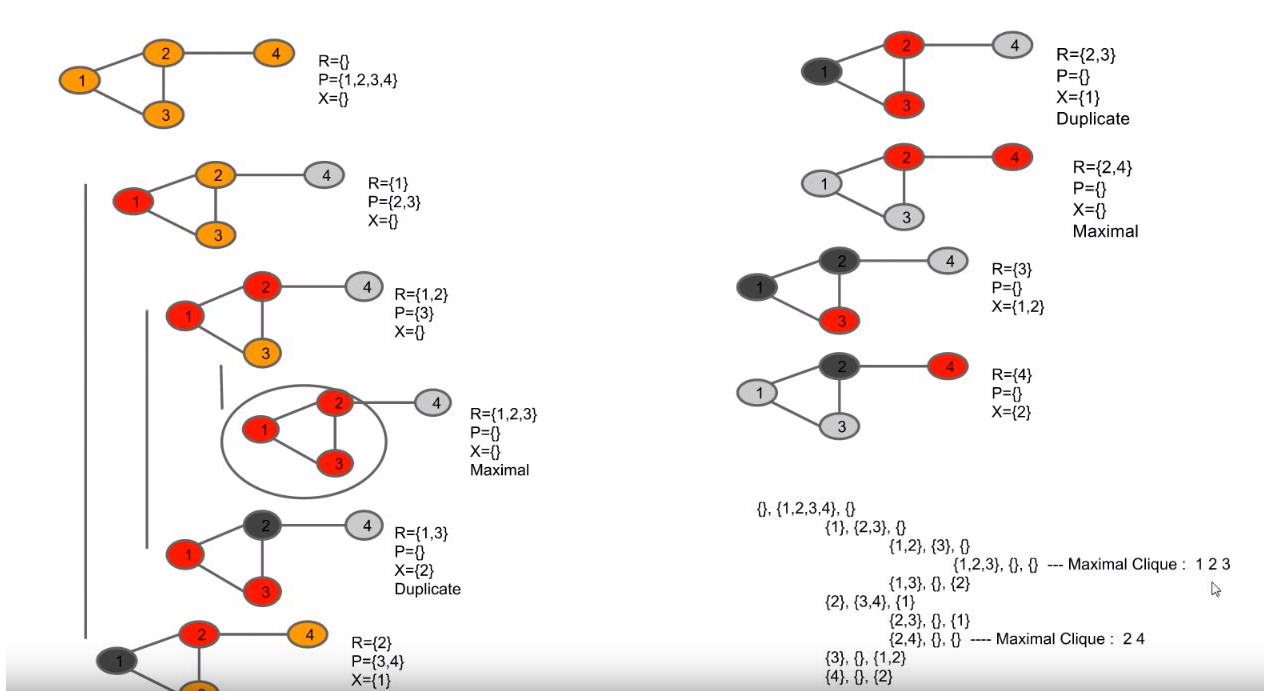 1
2
4
3
R={}
P={1,2,3,4}
X={}
1
2
4
3
R={1}
P={2,3}
X={}
1
2
4
3
R={1,2}
P={3}
X={}
1
2
4
3
R={1,2,3}
P={}
X={}
Maximal
1
2
4
3
R={1,3}
P={}
X={2}
Duplicate
1
2
4
R={2}
P={3,4}
X={1}
1
2
4
3
R={2,3}
P={}
X={1}
Duplicate
1
2
4
3
R={2,4}
P={}
X={}
Maximal
1
2
4
3
R={3}
P={}
X={1,2}
1
2
4
3
R={4}
P={}
X={2}
{}, {1,2,3,4}, {}
{1}, {2,3}, {}
{1,2}, {3}, {}
{1,2,3}, {}, {} --- Maximal Clique : 1 2 3
{1,3}, {}, {2}
{2}, {3,4}, {1}
{2,3}, {}, {1}
{2,4}, {}, {} ---- Maximal Clique : 2 4
{3}, {}, {1,2}
{4}, {}, {2}